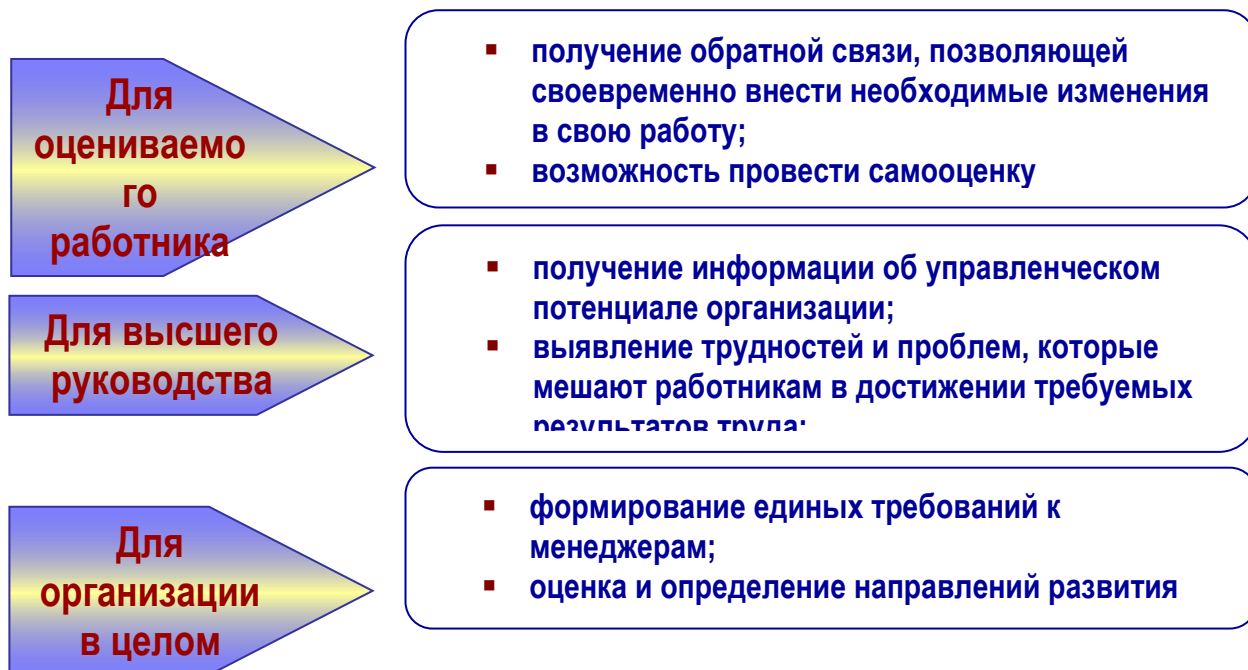 Для
оцениваемо
го
работника
▪ получение обратной связи, позволяющей
своевременно внести необходимые изменения
в свою работу;
▪ возможность провести самооценку
Для высшего
руководства
▪ получение информации об управленческом
потенциале организации;
▪ выявление трудностей и проблем, которые
мешают работникам в достижении требуемых
результатов труда;
Для
организации
в целом
▪ формирование единых требований к
менеджерам;
▪ оценка и определение направлений развития